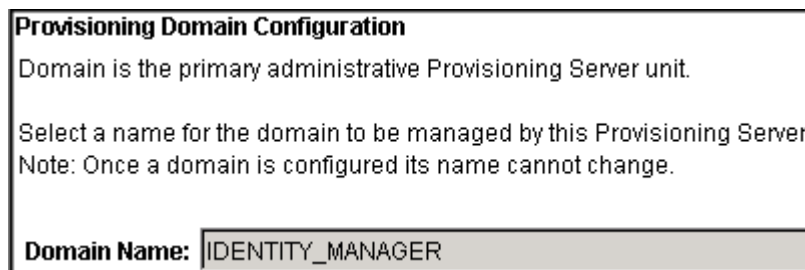 Provisioning Domain Configuration
Domain is the primary administrative Provisioning Server unit.
Select a name for the domain to be managed by this Provisioning Server
Note: Once a domain is configured its name cannot change.
Domain Name: IDENTITY_MANAGER